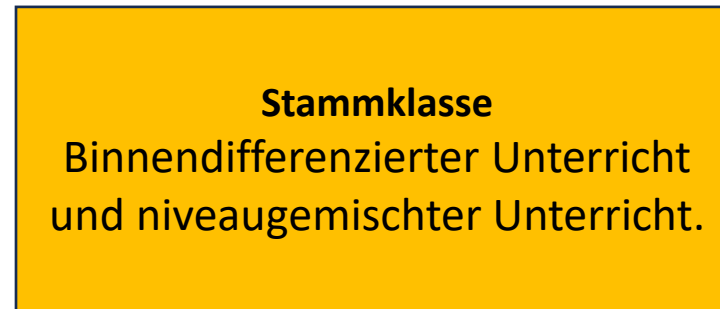 Stammklasse
Binnendifferenzierter Unterricht
und niveaugemischter Unterricht.